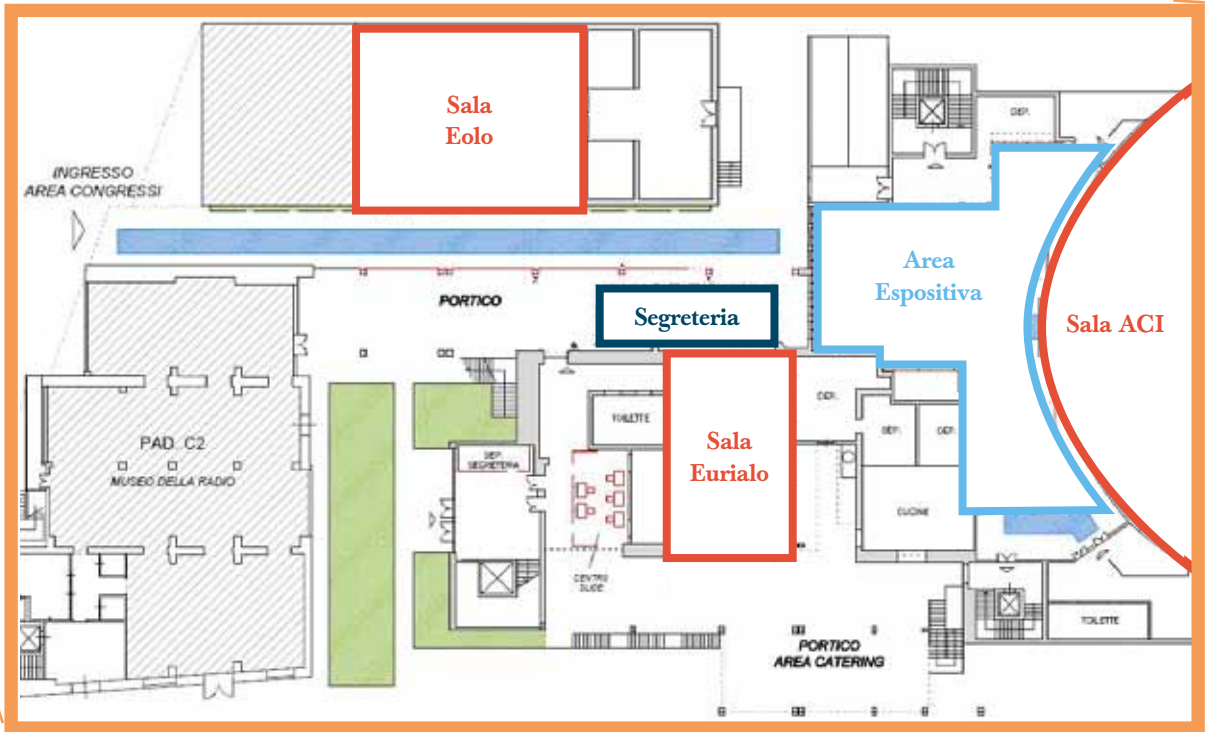 Sala
Eolo
DEP.
INGRESSO
AREA CONGRESSI
Area
Espositiva
PORTICO
Segreteria
Sala ACI
DEP.
TOILETTE
PAD. C2
Sala
Eurialo
DEP.
DEP.
DEP.
SEGRETERIA
MUSEO DELLA RADIO
CUCINE
CENTRO
SLIDE
TOILETTE
PORTICO
AREA CATERING